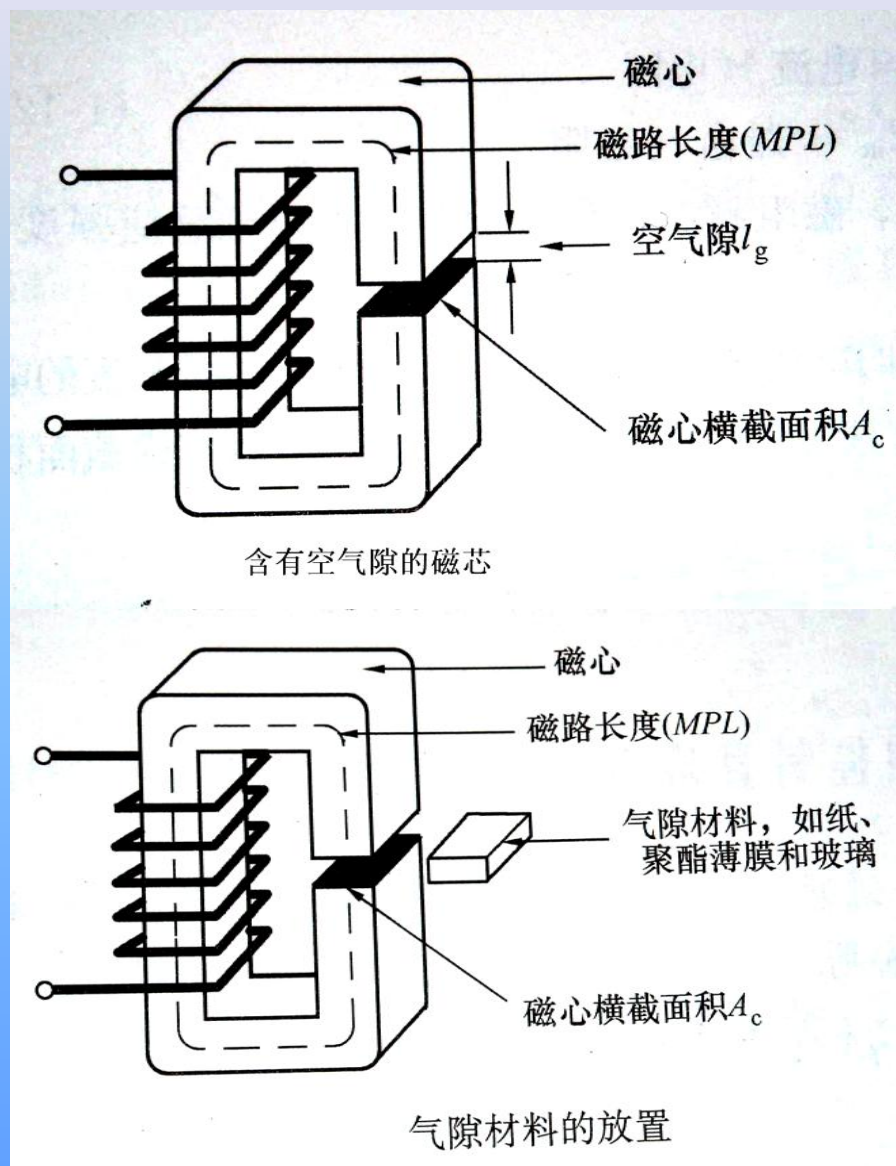 磁心
磁路长度(MPL)
空气隙lg
磁心横截面积Ac
含有空气隙的磁芯
磁心
磁路长度(MPL)
气隙材料，如纸、
聚酯薄膜和玻璃
磁心横截面积Ac
气隙材料的放置